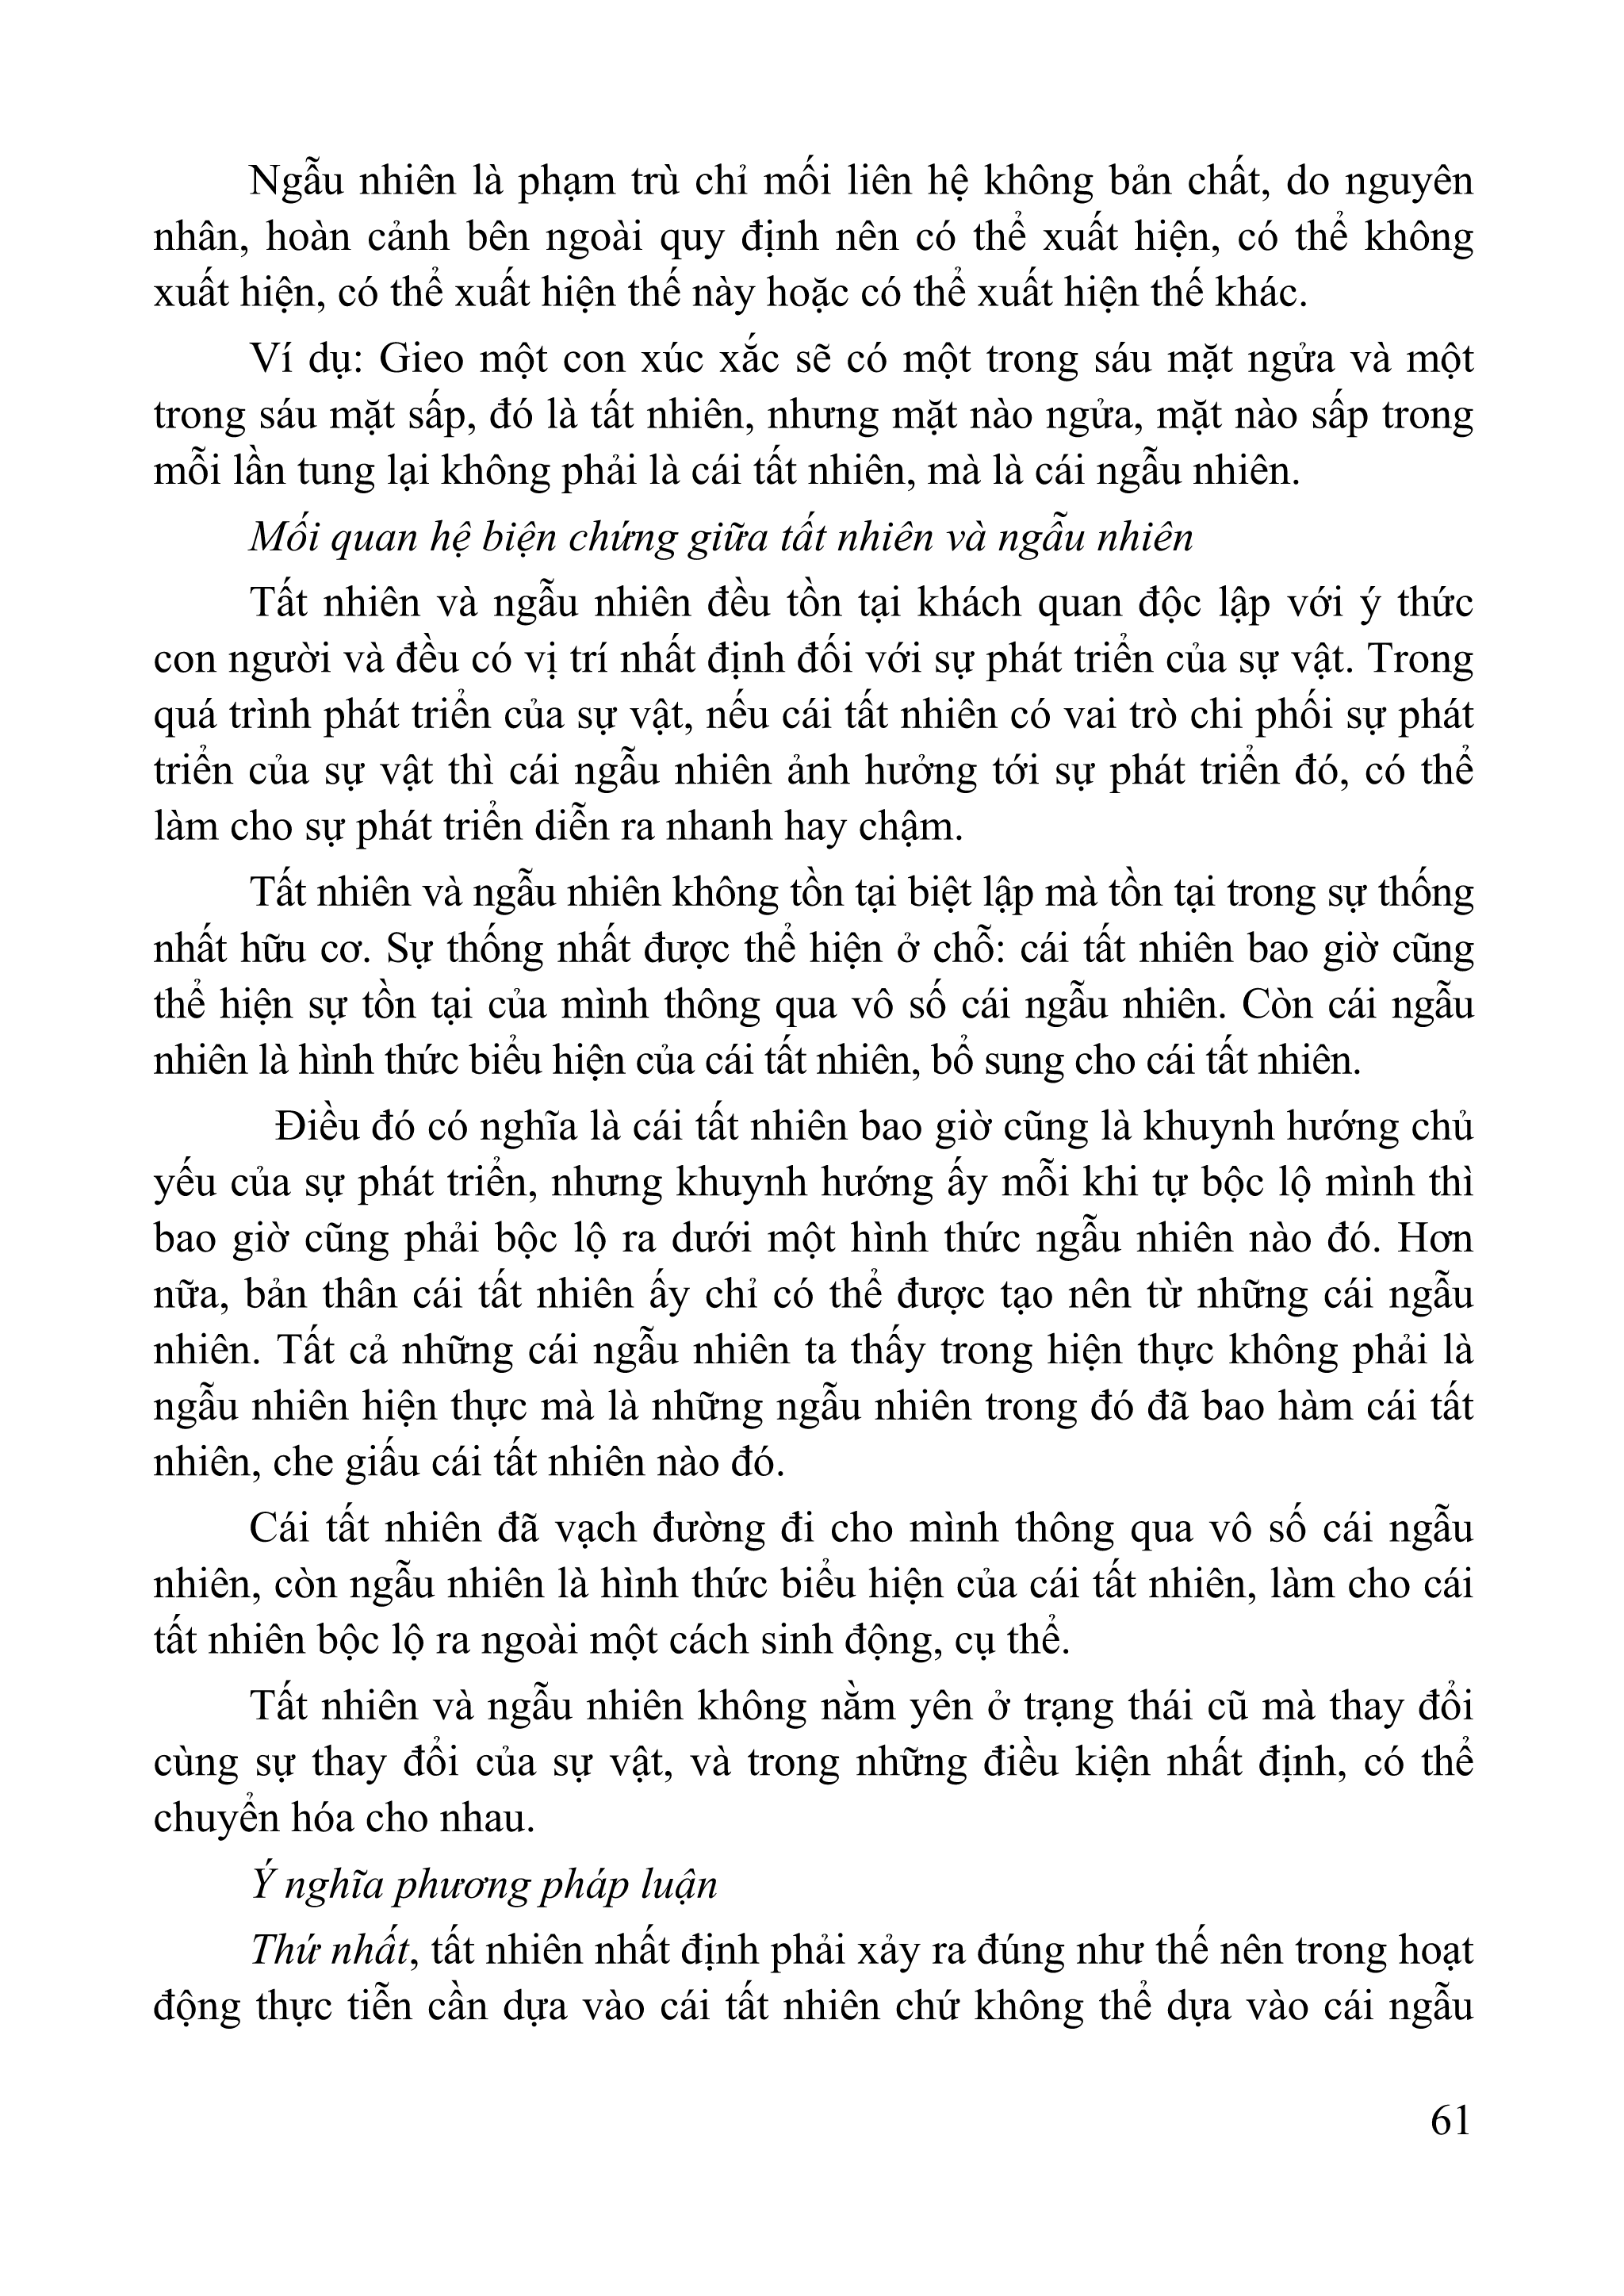 Ngẫu nhiên là phạm trù chỉ mối liên hệ không bản chất, do nguyên
nhân, hoàn cảnh bên ngoài quy định nên có thể xuất hiện, có thể không
xuất hiện, có thể xuất hiện thế này hoặc có thể xuất hiện thế khác.
Ví dụ: Gieo một con xúc xắc sẽ có một trong sáu mặt ngửa và một
trong sáu mặt sấp, đó là tất nhiên, nhưng mặt nào ngửa, mặt nào sấp trong
mỗi lần tung lại không phải là cái tất nhiên, mà là cái ngẫu nhiên.
Mối quan hệ biện chứng giữa tất nhiên và ngẫu nhiên
Tất nhiên và ngẫu nhiên đều tồn tại khách quan độc lập với ý thức
con người và đều có vị trí nhất định đối với sự phát triển của sự vật. Trong
quá trình phát triển của sự vật, nếu cái tất nhiên có vai trò chi phối sự phát
triển của sự vật thì cái ngẫu nhiên ảnh hưởng tới sự phát triển đó, có thể
làm cho sự phát triển diễn ra nhanh hay chậm.
Tất nhiên và ngẫu nhiên không tồn tại biệt lập mà tồn tại trong sự thống
nhất hữu cơ. Sự thống nhất được thể hiện ở chỗ: cái tất nhiên bao giờ cũng
thể hiện sự tồn tại của mình thông qua vô số cái ngẫu nhiên. Còn cái ngẫu
nhiên là hình thức biểu hiện của cái tất nhiên, bổ sung cho cái tất nhiên.
Điều đó có nghĩa là cái tất nhiên bao giờ cũng là khuynh hướng chủ
yếu của sự phát triển, nhưng khuynh hướng ấy mỗi khi tự bộc lộ mình thì
bao giờ cũng phải bộc lộ ra dưới một hình thức ngẫu nhiên nào đó. Hơn
nữa, bản thân cái tất nhiên ấy chỉ có thể được tạo nên từ những cái ngẫu
nhiên. Tất cả những cái ngẫu nhiên ta thấy trong hiện thực không phải là
ngẫu nhiên hiện thực mà là những ngẫu nhiên trong đó đã bao hàm cái tất
nhiên, che giấu cái tất nhiên nào đó.
Cái tất nhiên đã vạch đường đi cho mình thông qua vô số cái ngẫu
nhiên, còn ngẫu nhiên là hình thức biểu hiện của cái tất nhiên, làm cho cái
tất nhiên bộc lộ ra ngoài một cách sinh động, cụ thể.
Tất nhiên và ngẫu nhiên không nằm yên ở trạng thái cũ mà thay đổi
cùng sự thay đổi của sự vật, và trong những điều kiện nhất định, có thể
chuyển hóa cho nhau.
Ý nghĩa phương pháp luận
Thứ nhất, tất nhiên nhất định phải xảy ra đúng như thế nên trong hoạt
động thực tiễn cần dựa vào cái tất nhiên chứ không thể dựa vào cái ngẫu
61